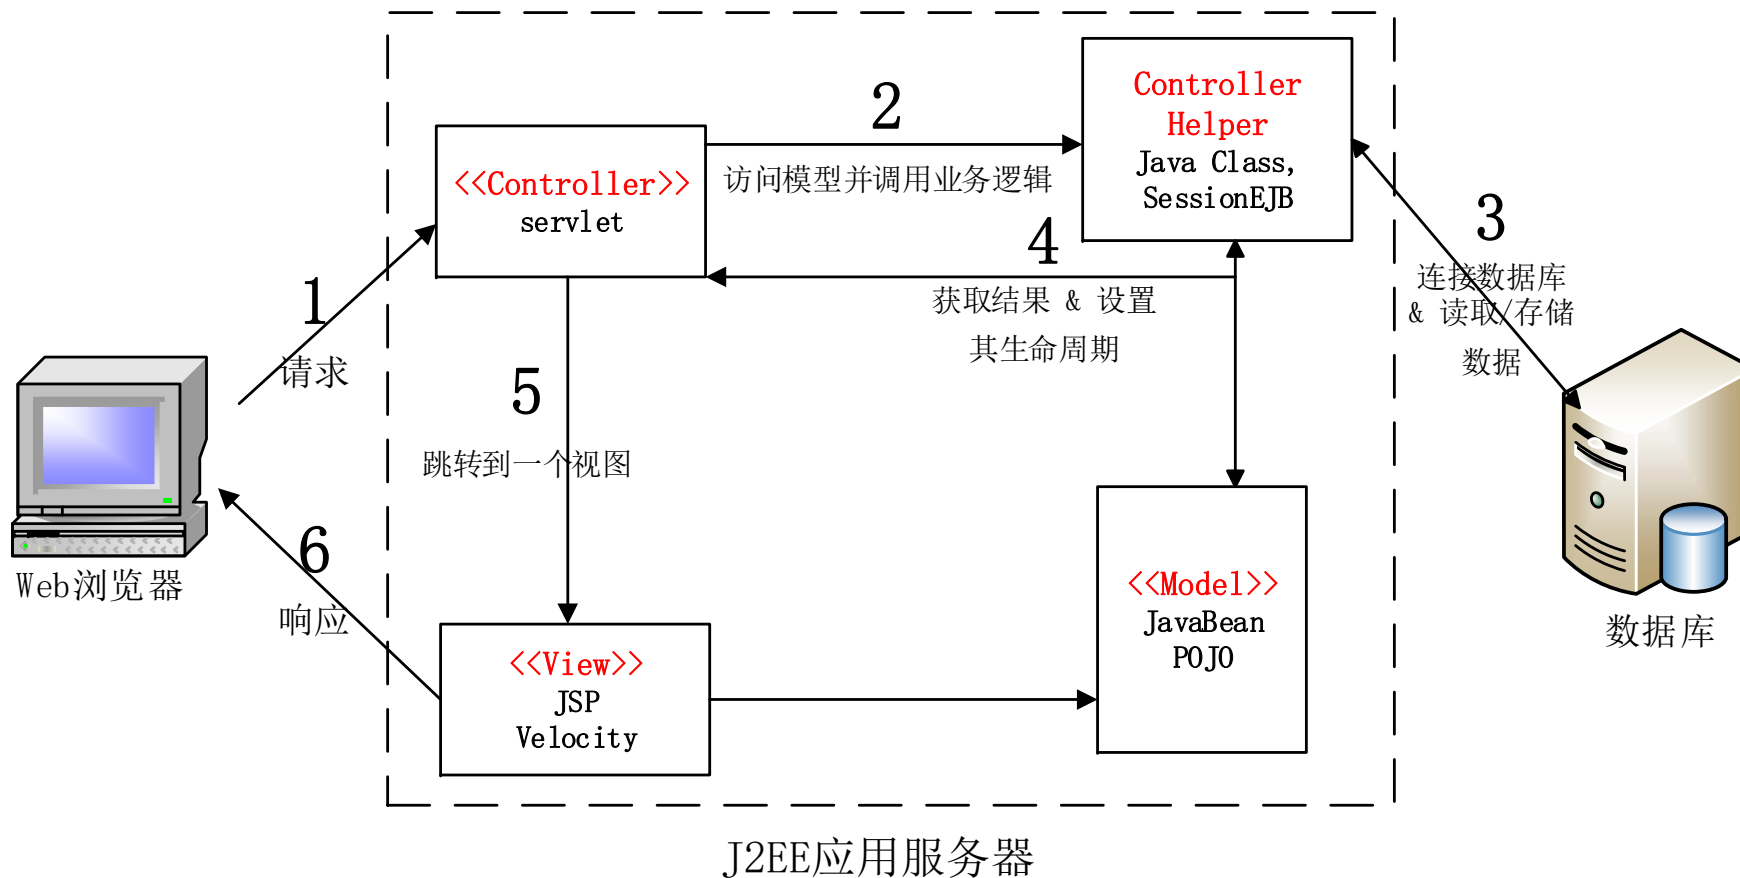 1
请求
Web浏览器
6
响应
<<Controller>>
servlet
2
访问模型并调用业务逻辑
Controller
Helper
Java Class,
SessionEJB
3
连接数据库
& 读取/存储
数据
数据库
4
获取结果 & 设置
其生命周期
5
跳转到一个视图
<<View>>
JSP
Velocity
<<Model>>
JavaBean
POJO
J2EE应用服务器